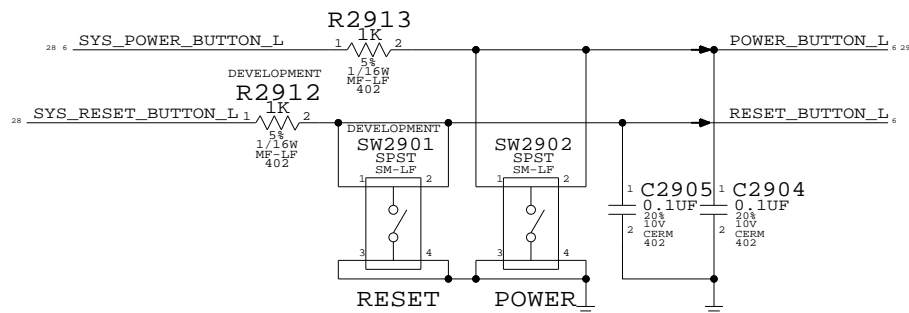 R2913
28 6 SYS_POWER_BUTTON_L 1 1K 2 POWER_BUTTON_L 6 29
5%
1/16W
MF-LF
402
DEVELOPMENT
R2912
28 SYS_RESET_BUTTON_L 1 1K 2 RESET_BUTTON_L 6
5%
1/16W
MF-LF
402
DEVELOPMENT
SW2901
SPST
SM-LF
1 2
3 4
RESET
SW2902
SPST
SM-LF
1 2
3 4
POWER
1 C2905
0.1UF
20%
10V
2 CERM
402
1 C2904
0.1UF
20%
10V
2 CERM
402